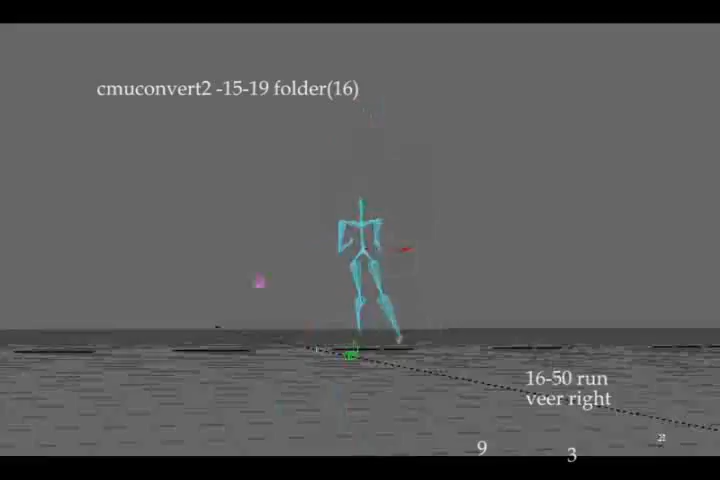 cmuconvert2 -15-19 folder(16)
16-50 run
veer right
9
3